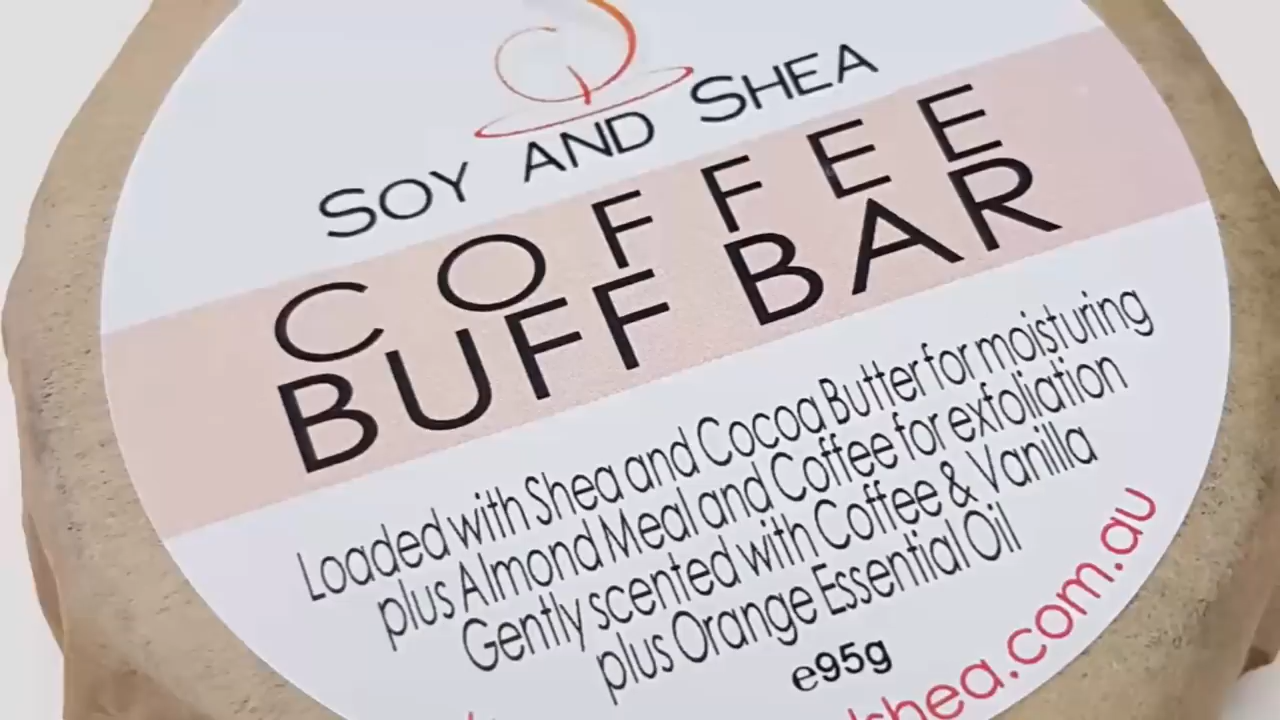 SOY AND SHEA
COFFEE
BUFF BAR
Loaded with Shea and Cocoa Butter for moisturing
plus Almond Meal and Coffee for exfoliation
Gently scented with Coffee & Vanilla
plus Orange Essential Oil
e95g
shea.com.au